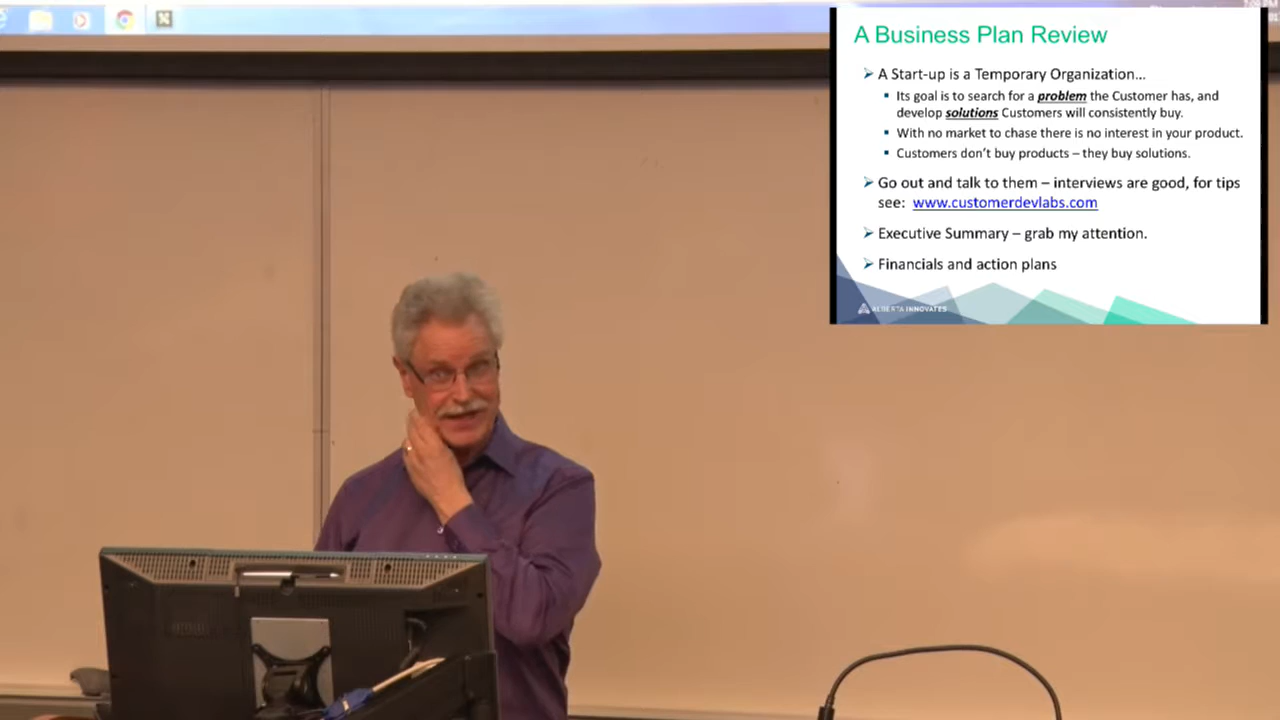 A Business Plan Review
➢ A Start-up is a Temporary Organization...
▪ Its goal is to search for a problem the Customer has, and
develop solutions Customers will consistently buy.
▪ With no market to chase there is no interest in your product.
▪ Customers don't buy products – they buy solutions.
➢ Go out and talk to them – interviews are good, for tips
see: www.customerdevlabs.com
➢ Executive Summary – grab my attention.
➢ Financials and action plans
ALBERTA INNOVATES